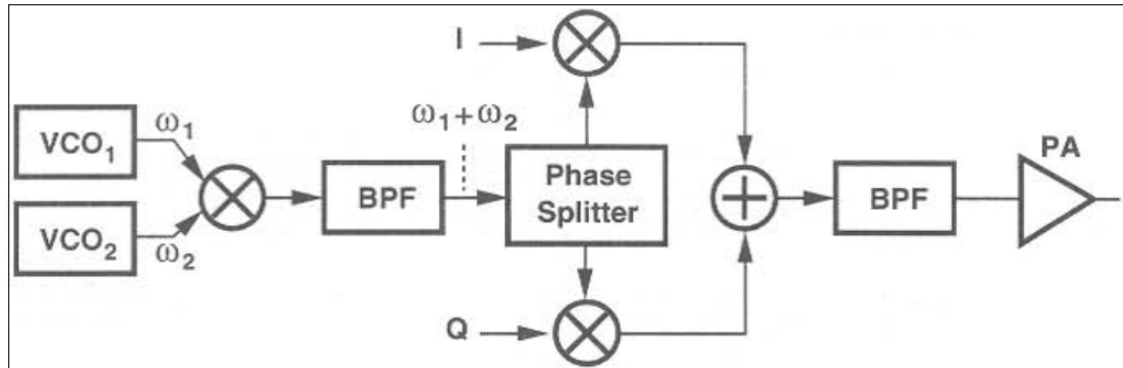 I
ω1+ω2
VCO1
ω1
VCO2
ω2
BPF
Phase
Splitter
BPF
PA
Q